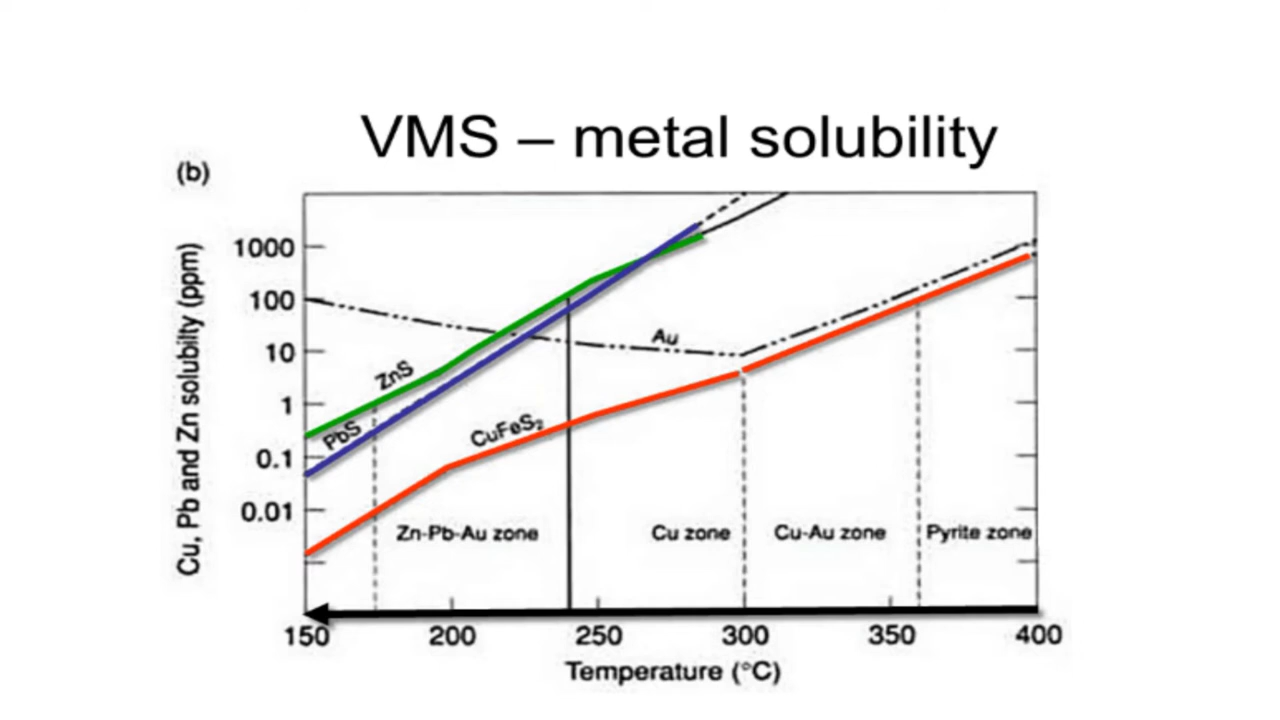 VMS – metal solubility
(b)
Cu, Pb and Zn solubilty (ppm)
1000
100
10
1
0.1
0.01
Au
ZnS
PbS
CuFeS₂
Zn-Pb-Au zone
Cu zone
Cu-Au zone
Pyrite zone
150
200
250
300
350
400
Temperature (°C)